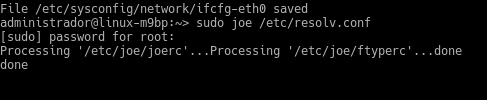 File /etc/sysconfig/network/ifcfg-eth0 saved
administrador@linux-m9bp:~> sudo joe /etc/resolv.conf
[sudo] password for root:
Processing '/etc/joe/joerc'...Processing '/etc/joe/ftyperc'...done
done